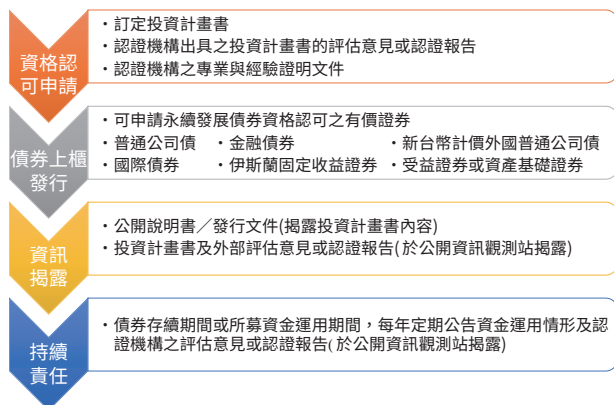 資格認
可申請
・訂定投資計畫書
・認證機構出具之投資計畫書的評估意見或認證報告
・認證機構之專業與經驗證明文件
債券上櫃
發行
・可申請永續發展債券資格認可之有價證券
・普通公司債 ・金融債券 ・新台幣計價外國普通公司債
・國際債券 ・伊斯蘭固定收益證券 ・受益證券或資產基礎證券
資訊
揭露
・公開說明書／發行文件(揭露投資計畫書內容)
・投資計畫書及外部評估意見或認證報告(於公開資訊觀測站揭露)
持續
責任
・債券存續期間或所募資金運用期間，每年定期公告資金運用情形及認
證機構之評估意見或認證報告(於公開資訊觀測站揭露)